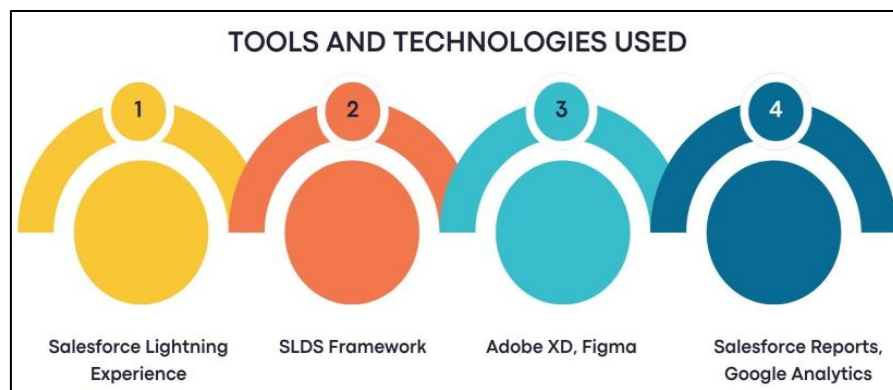 TOOLS AND TECHNOLOGIES USED
1
2
3
4
Salesforce Lightning
Experience
SLDS Framework
Adobe XD, Figma
Salesforce Reports,
Google Analytics